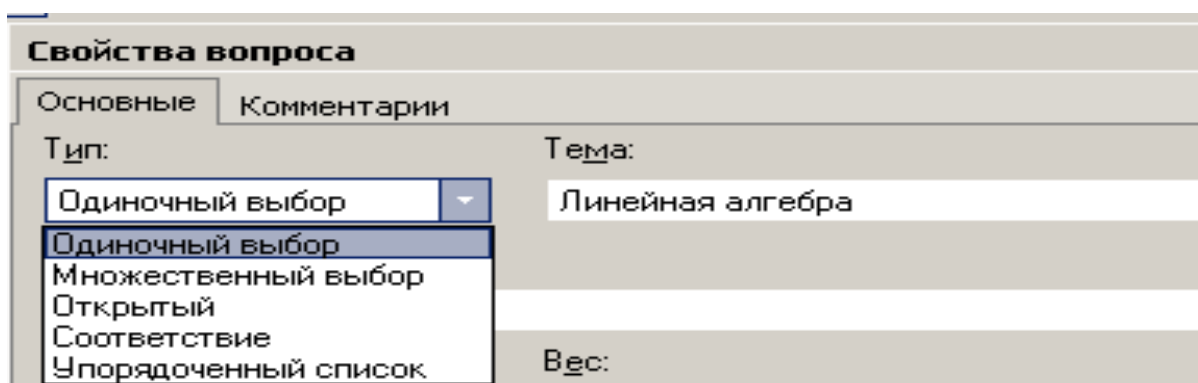 Свойства вопроса
Основные Комментарии
Тип: Тема:
Одиночный выбор Линейная алгебра
Одиночный выбор
Множественный выбор
Открытый
Соответствие
Упорядоченный список Вес: